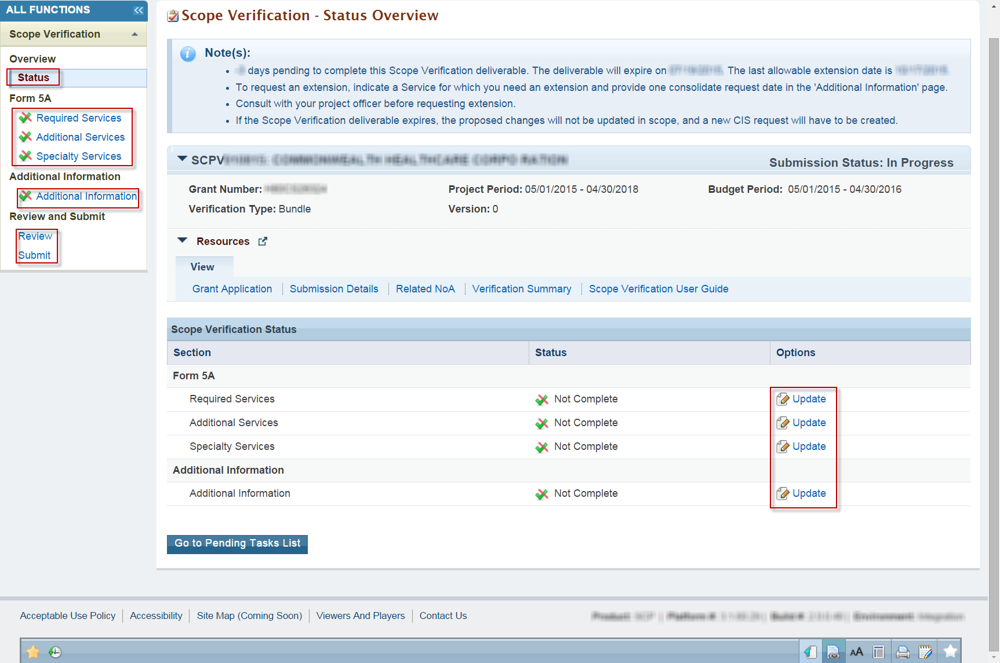 ALL FUNCTIONS
Scope Verification
Overview
Status
Form 5A
Required Services
Additional Services
Specialty Services
Additional Information
Additional Information
Review and Submit
Review
Submit
Scope Verification - Status Overview
Note(s):
days pending to complete this Scope Verification deliverable. The deliverable will expire on . The last allowable extension date is
To request an extension, indicate a Service for which you need an extension and provide one consolidate request date in the 'Additional Information' page.
Consult with your project officer before requesting extension.
If the Scope Verification deliverable expires, the proposed changes will not be updated in scope, and a new CIS request will have to be created.
SCPV
Submission Status: In Progress
Grant Number: Project Period: 05/01/2015 - 04/30/2018 Budget Period: 05/01/2015 - 04/30/2016
Verification Type: Bundle Version: 0
Resources
View
Grant Application Submission Details Related NoA Verification Summary Scope Verification User Guide
Scope Verification Status
Section Status Options
Form 5A
Required Services Not Complete Update
Additional Services Not Complete Update
Specialty Services Not Complete Update
Additional Information
Additional Information Not Complete Update
Go to Pending Tasks List
Acceptable Use Policy Accessibility Site Map (Coming Soon) Viewers And Players Contact Us
AA